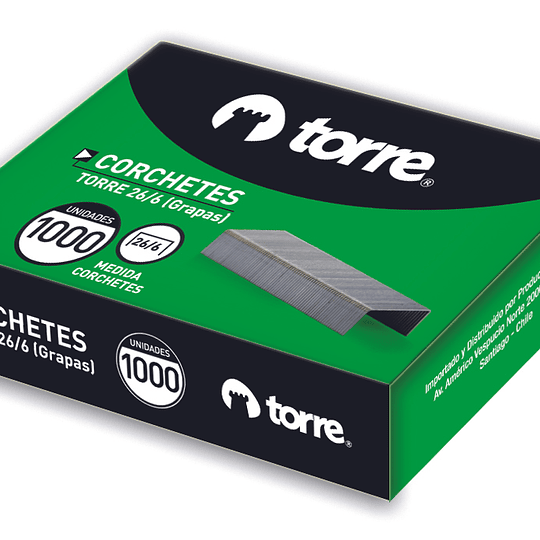 torre®
CORCHETES
TORRE 26/6 (Grapas)
UNIDADES
1000
26/6
MEDIDA
CORCHETES
CHETES
26/6 (Grapas)
UNIDADES
1000
torre®
Importado y Distribuido por
Av. Américo Vespucio Norte
Santiago - Chile